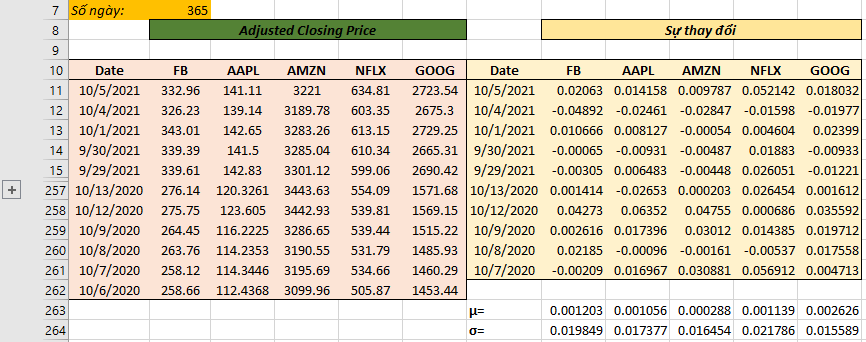 7 Số ngày: 365
8 Adjusted Closing Price Sự thay đổi
9
10 Date FB AAPL AMZN NFLX GOOG Date FB AAPL AMZN NFLX GOOG
11 10/5/2021 332.96 141.11 3221 634.81 2723.54 10/5/2021 0.02063 0.014158 0.009787 0.052142 0.018032
12 10/4/2021 326.23 139.14 3189.78 603.35 2675.3 10/4/2021 -0.04892 -0.02461 -0.02847 -0.01598 -0.01977
13 10/1/2021 343.01 142.65 3283.26 613.15 2729.25 10/1/2021 0.010666 0.008127 -0.00054 0.004604 0.02399
14 9/30/2021 339.39 141.5 3285.04 610.34 2665.31 9/30/2021 -0.00065 -0.00931 -0.00487 0.01883 -0.00933
15 9/29/2021 339.61 142.83 3301.12 599.06 2690.42 9/29/2021 -0.00305 0.006483 -0.00448 0.026051 -0.01221
257 10/13/2020 276.14 120.3261 3443.63 554.09 1571.68 10/13/2020 0.001414 -0.02653 0.000203 0.026454 0.001612
258 10/12/2020 275.75 123.605 3442.93 539.81 1569.15 10/12/2020 0.04273 0.06352 0.04755 0.000686 0.035592
259 10/9/2020 264.45 116.2225 3286.65 539.44 1515.22 10/9/2020 0.002616 0.017396 0.03012 0.014385 0.019712
260 10/8/2020 263.76 114.2353 3190.55 531.79 1485.93 10/8/2020 0.02185 -0.00096 -0.00161 -0.00537 0.017558
261 10/7/2020 258.12 114.3446 3195.69 534.66 1460.29 10/7/2020 -0.00209 0.016967 0.030881 0.056912 0.004713
262 10/6/2020 258.66 112.4368 3099.96 505.87 1453.44
263 μ= 0.001203 0.001056 0.000288 0.001139 0.002626
264 σ= 0.019849 0.017377 0.016454 0.021786 0.015589